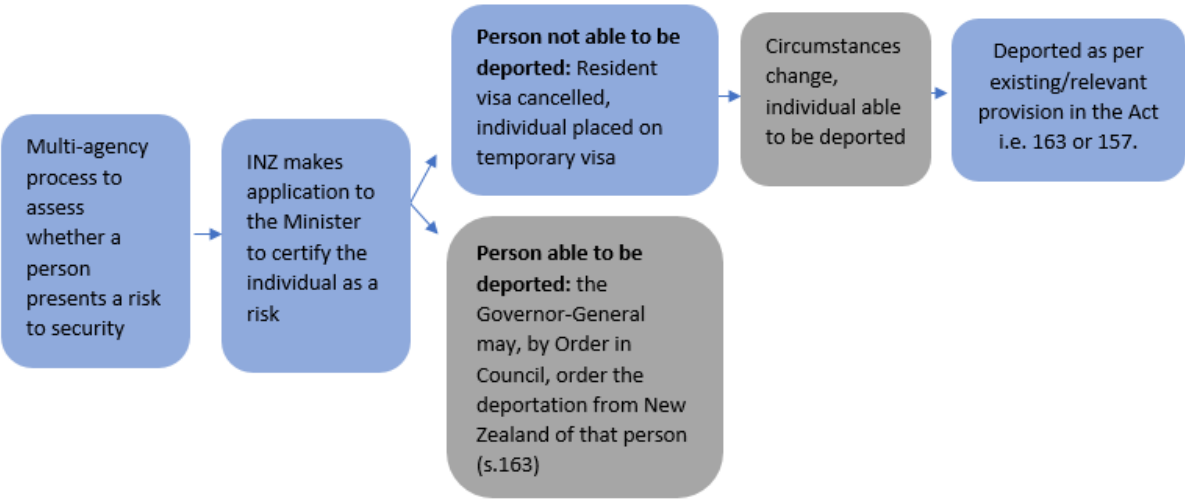 Multi-agency
process to
assess
whether a
person
presents a risk
to security
INZ makes
application to
the Minister
to certify the
individual as a
risk
Person not able to be
deported: Resident
visa cancelled,
individual placed on
temporary visa
Circumstances
change,
individual able
to be deported
Deported as per
existing/relevant
provision in the Act
i.e. 163 or 157.
Person able to be
deported: the
Governor-General
may, by Order in
Council, order the
deportation from New
Zealand of that person
(s.163)